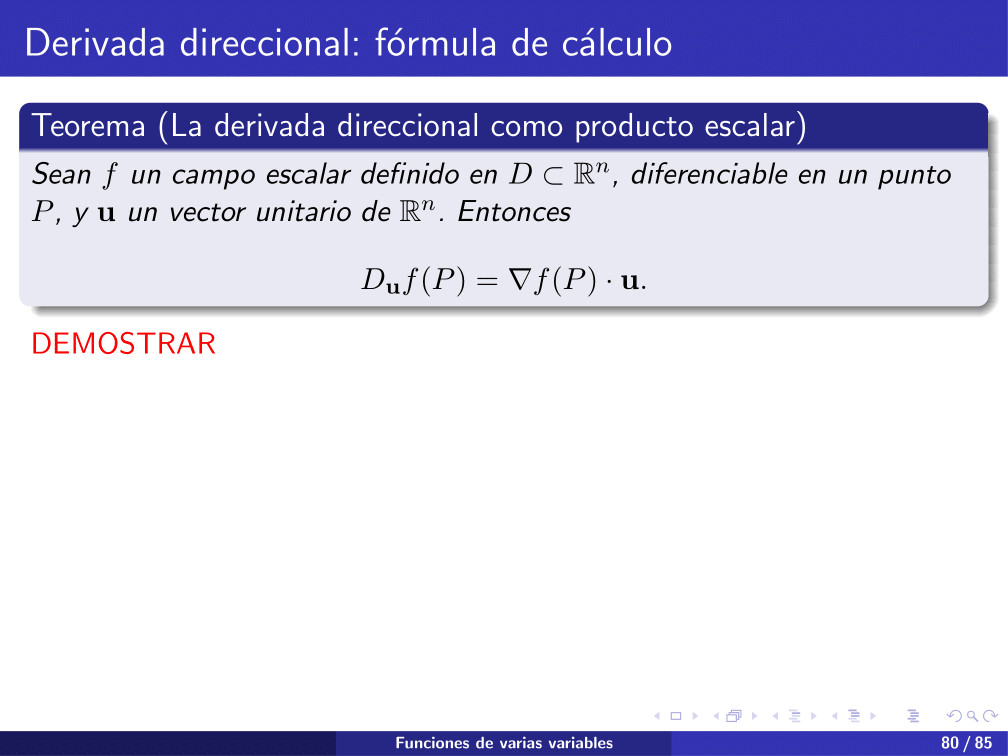 Derivada direccional: fórmula de cálculo
Teorema (La derivada direccional como producto escalar)
Sean f un campo escalar definido en D ⊂ ℝⁿ, diferenciable en un punto
P, y 𝐮 un vector unitario de ℝⁿ. Entonces
D_𝐮f(P) = ∇f(P) · 𝐮.
DEMOSTRAR
Funciones de varias variables
80 / 85